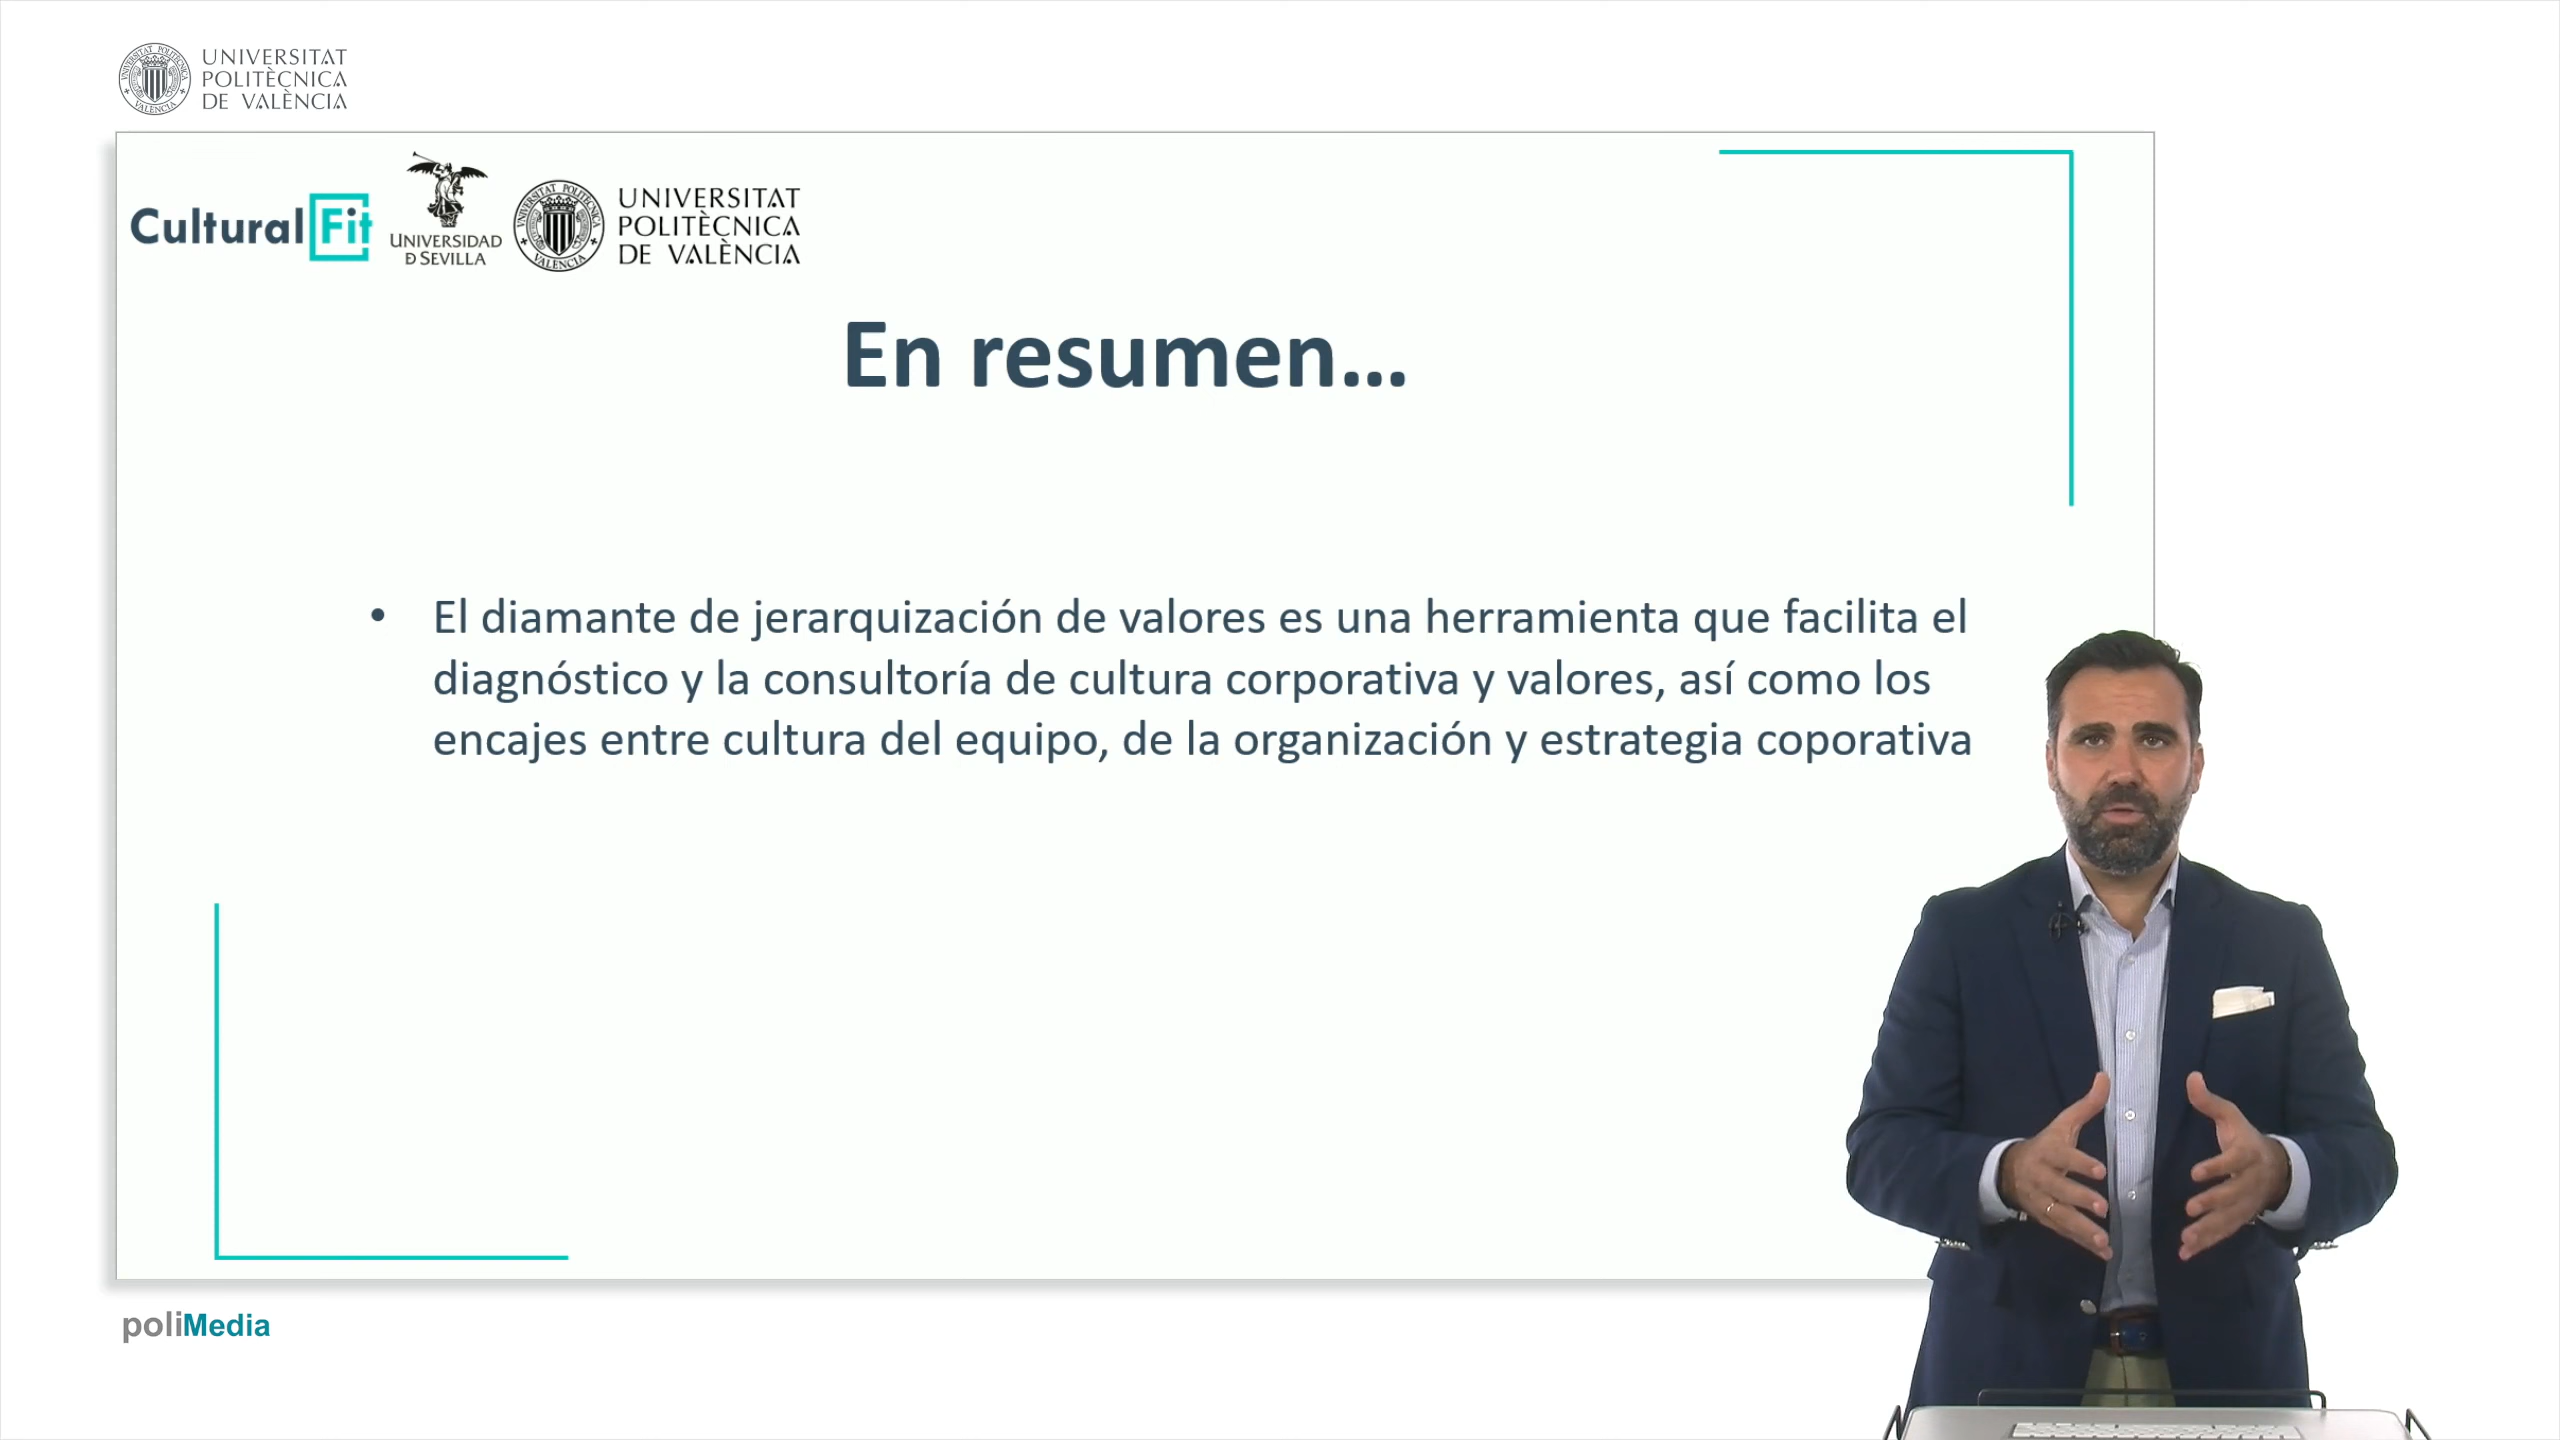 UNIVERSITAT
POLITÈCNICA
DE VALÈNCIA
Cultural Fit
UNIVERSIDAD
D SEVILLA
UNIVERSITAT
POLITÈCNICA
DE VALÈNCIA
En resumen...
• El diamante de jerarquización de valores es una herramienta que facilita el
diagnóstico y la consultoría de cultura corporativa y valores, así como los
encajes entre cultura del equipo, de la organización y estrategia coporativa
poliMedia